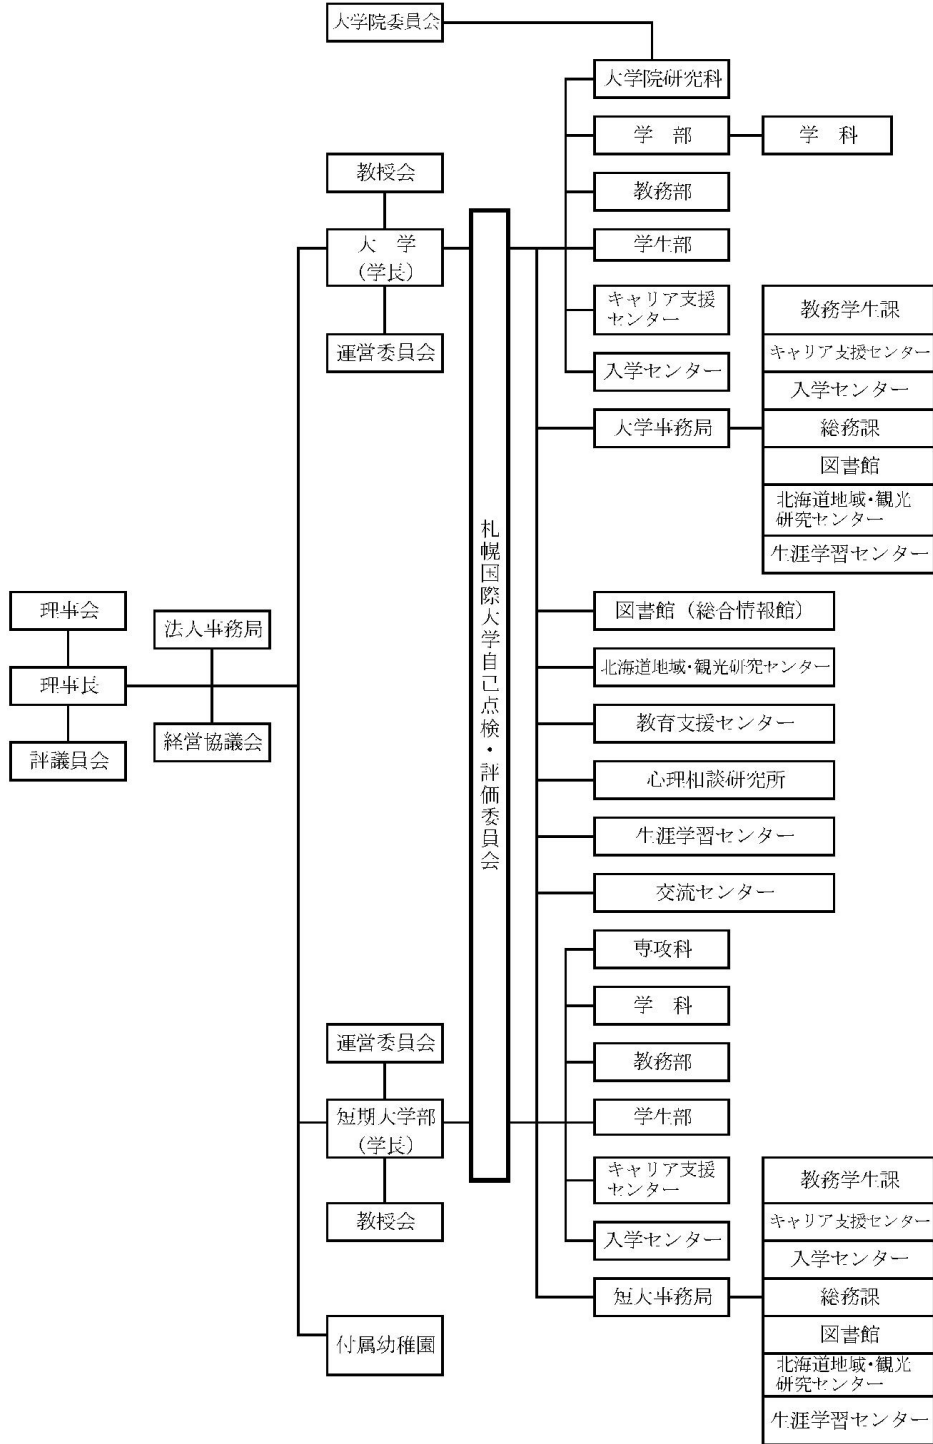 大学院委員会
大学院研究科
学　部
学　科
教授会
教務部
大　学
（学長）
学生部
運営委員会
キャリア支援
センター
入学センター
大学事務局
教務学生課
キャリア支援センター
入学センター
総務課
図書館
北海道地域・観光
研究センター
生涯学習センター
札幌国際大学自己点検・評価委員会
理事会
理事長
評議員会
法人事務局
経営協議会
図書館（総合情報館）
北海道地域・観光研究センター
教育支援センター
心理相談研究所
生涯学習センター
交流センター
専攻科
学　科
教務部
運営委員会
短期大学部
（学長）
教授会
学生部
キャリア支援
センター
入学センター
短大事務局
教務学生課
キャリア支援センター
入学センター
総務課
図書館
北海道地域・観光
研究センター
生涯学習センター
付属幼稚園